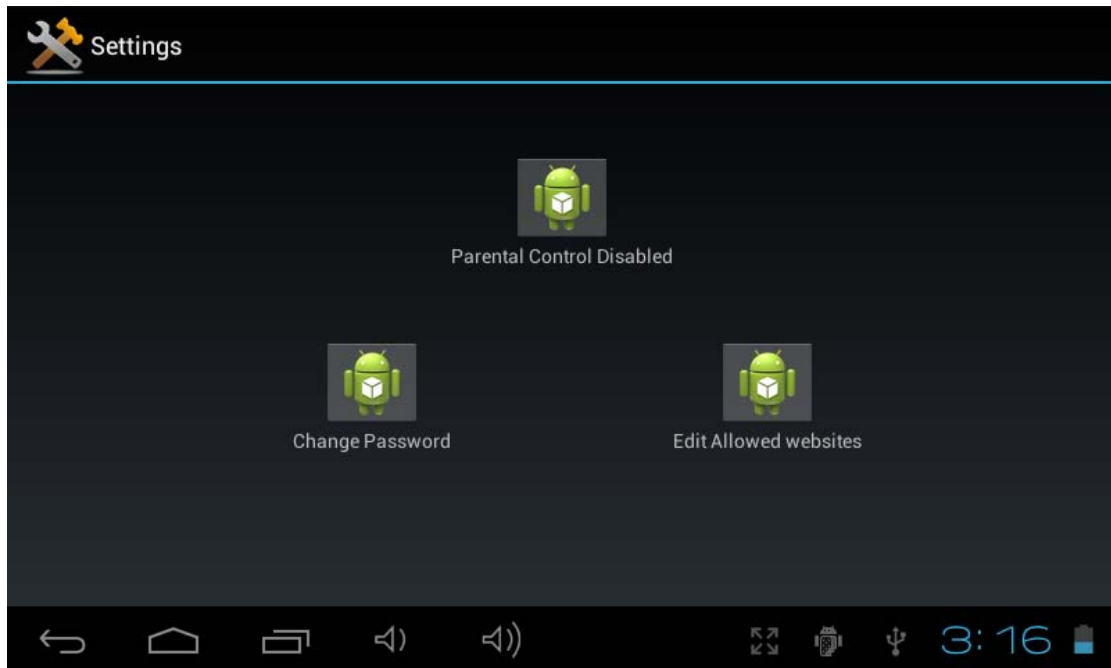 Settings
Parental Control Disabled
Change Password
Edit Allowed websites
3:16